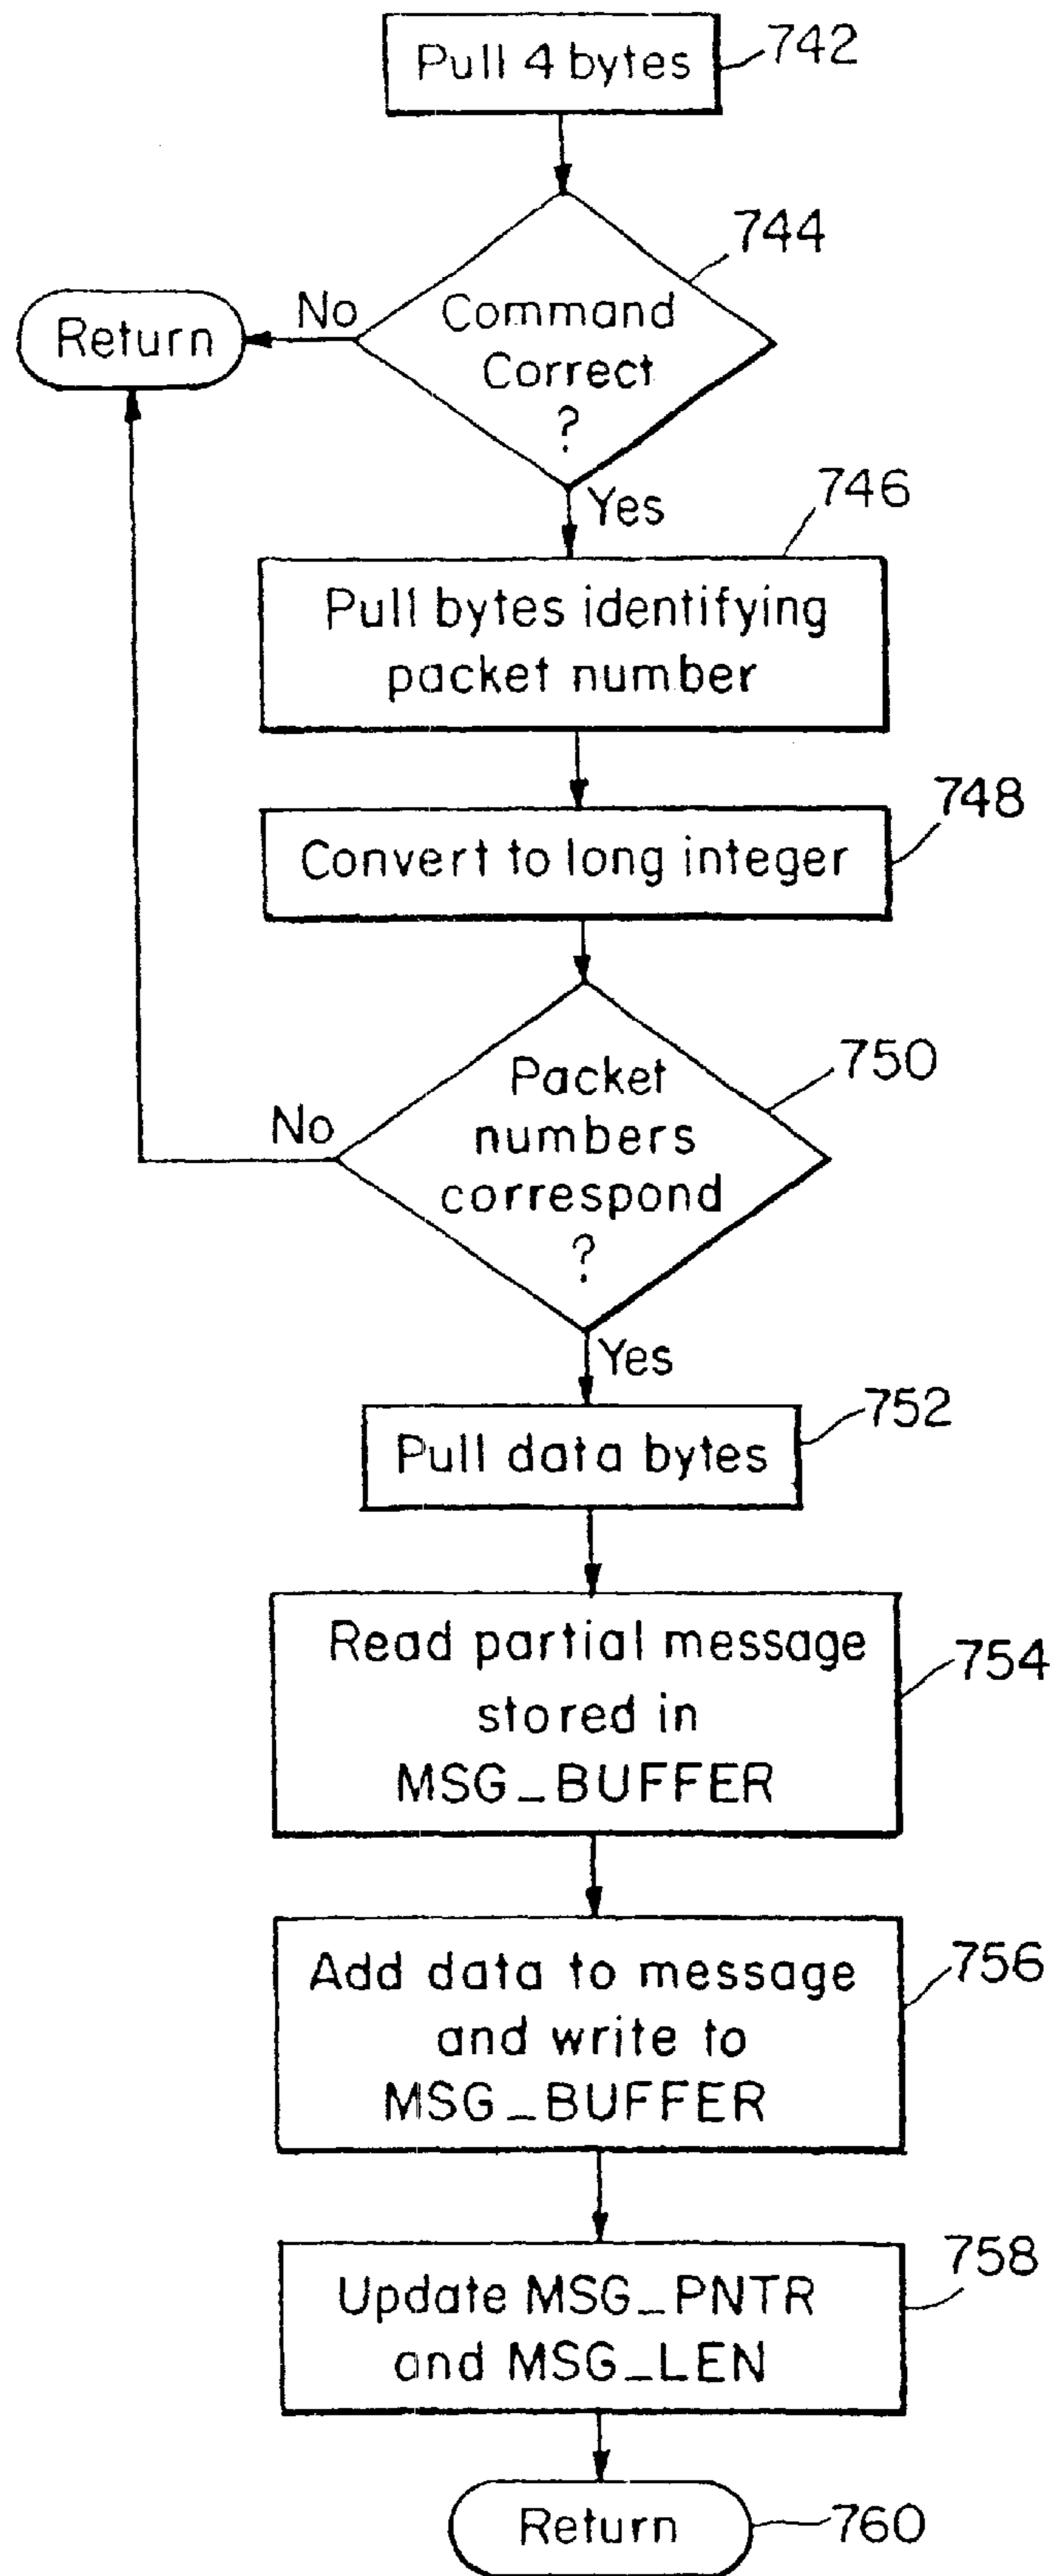 Pull 4 bytes
742
744
Return
No
Command
Correct
?
Yes
746
Pull bytes identifying
packet number
748
Convert to long integer
750
Packet
numbers
correspond
?
No
Yes
752
Pull data bytes
Read partial message
stored in
MSG_BUFFER
754
Add data to message
and write to
MSG_BUFFER
756
758
Update MSG_PNTR
and MSG_LEN
Return
760